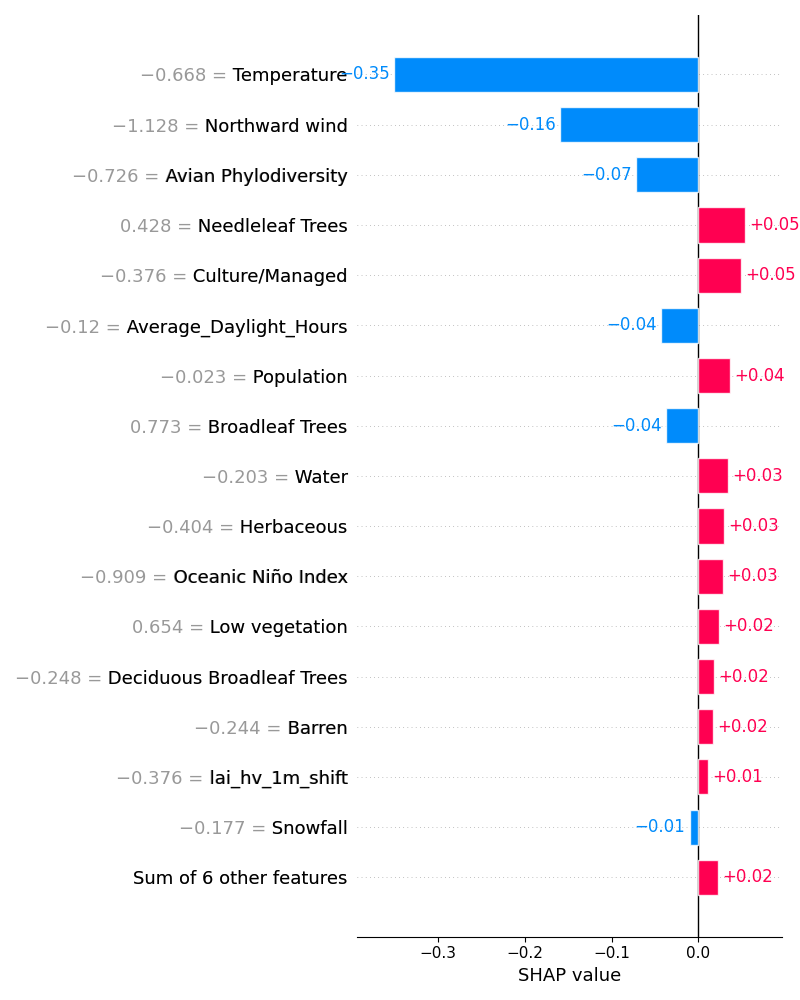 −0.668 = Temperature −0.35
−1.128 = Northward wind −0.16
−0.726 = Avian Phylodiversity −0.07
0.428 = Needleleaf Trees +0.05
−0.376 = Culture/Managed +0.05
−0.12 = Average_Daylight_Hours −0.04
−0.023 = Population +0.04
0.773 = Broadleaf Trees −0.04
−0.203 = Water +0.03
−0.404 = Herbaceous +0.03
−0.909 = Oceanic Niño Index +0.03
0.654 = Low vegetation +0.02
−0.248 = Deciduous Broadleaf Trees +0.02
−0.244 = Barren +0.02
−0.376 = lai_hv_1m_shift +0.01
−0.177 = Snowfall −0.01
Sum of 6 other features +0.02
−0.3 −0.2 −0.1 0.0
SHAP value